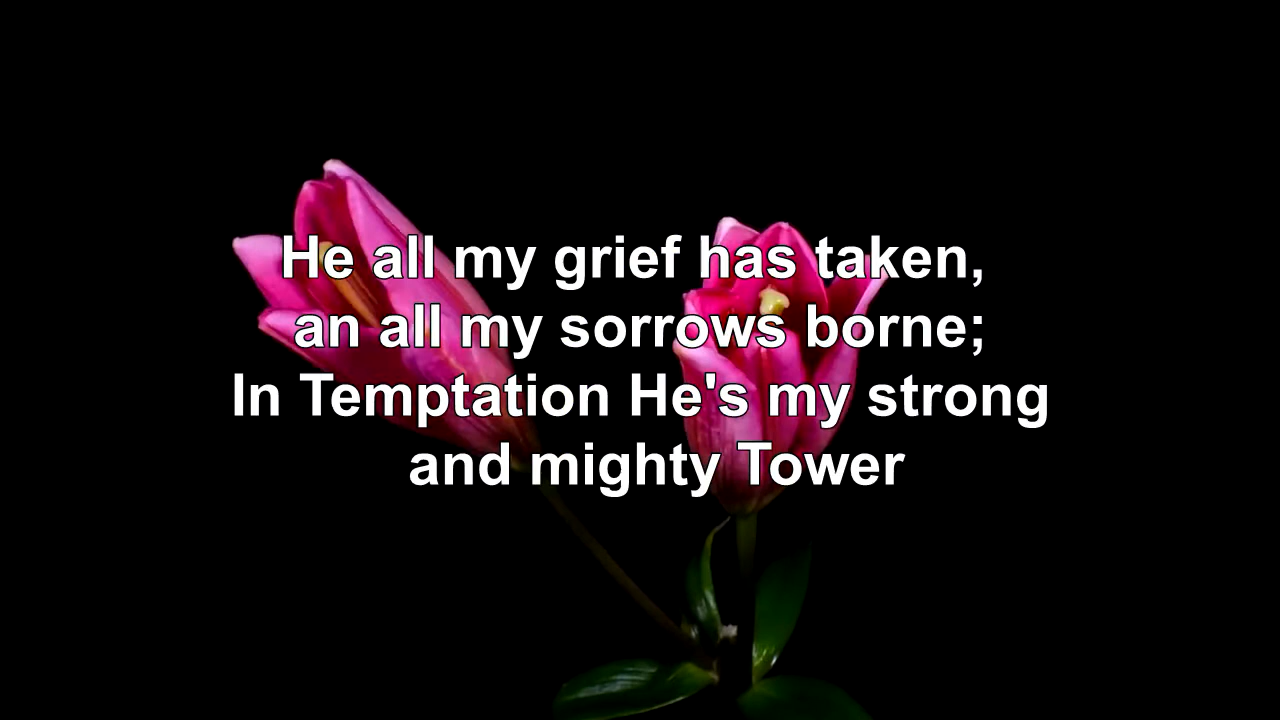 He all my grief has taken,
an all my sorrows borne;
In Temptation He's my strong
and mighty Tower